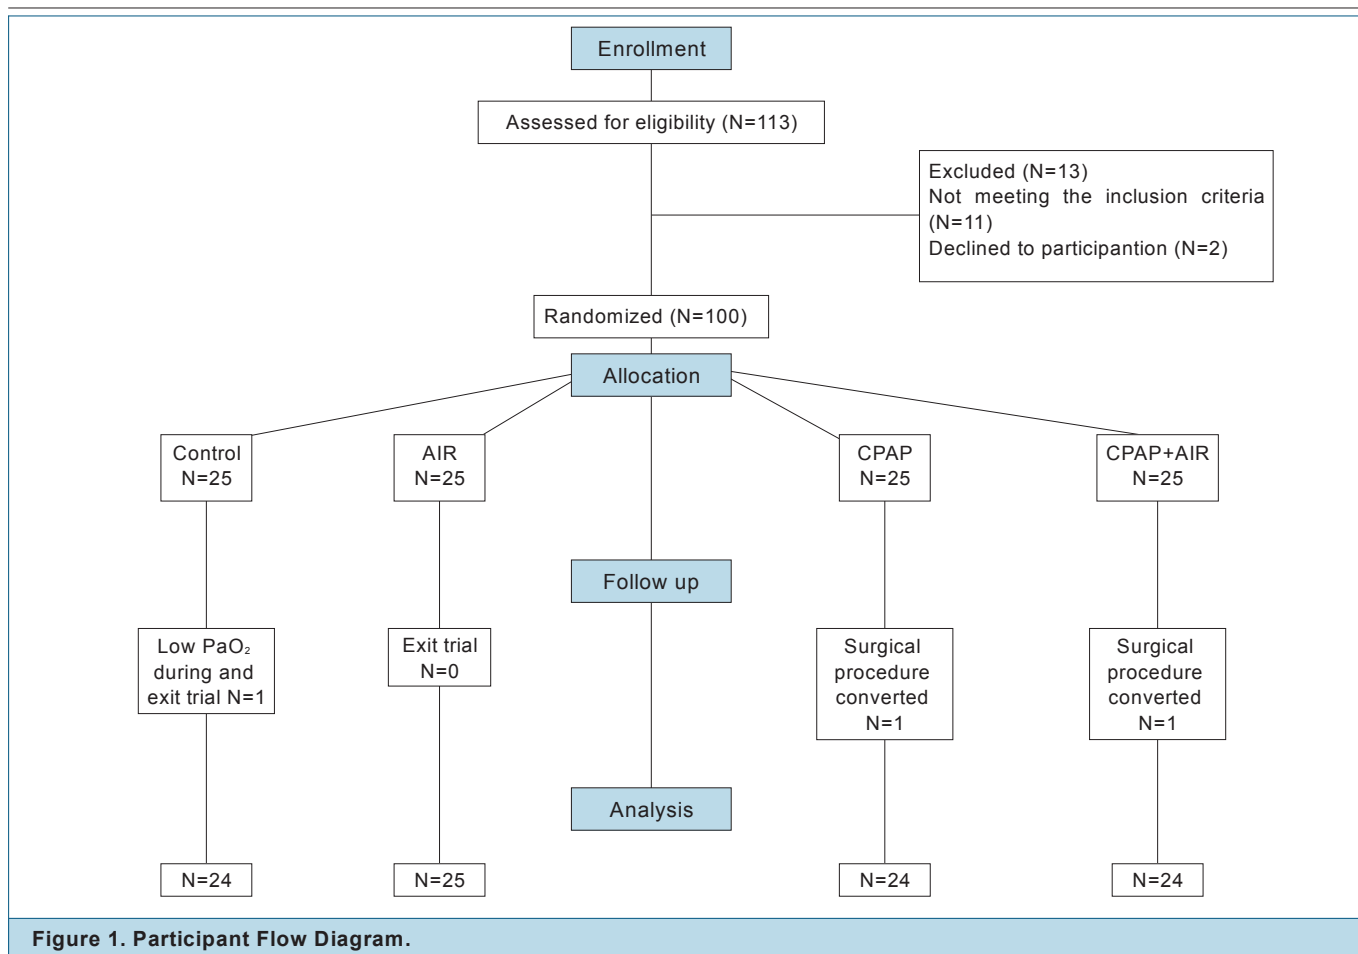 Enrollment
Assessed for eligibility (N=113)
Excluded (N=13)
Not meeting the inclusion criteria
(N=11)
Declined to participantion (N=2)
Randomized (N=100)
Allocation
Control
N=25
AIR
N=25
CPAP
N=25
CPAP+AIR
N=25
Follow up
Low PaO₂
during and
exit trial N=1
Exit trial
N=0
Surgical
procedure
converted
N=1
Surgical
procedure
converted
N=1
Analysis
N=24
N=25
N=24
N=24
Figure 1. Participant Flow Diagram.